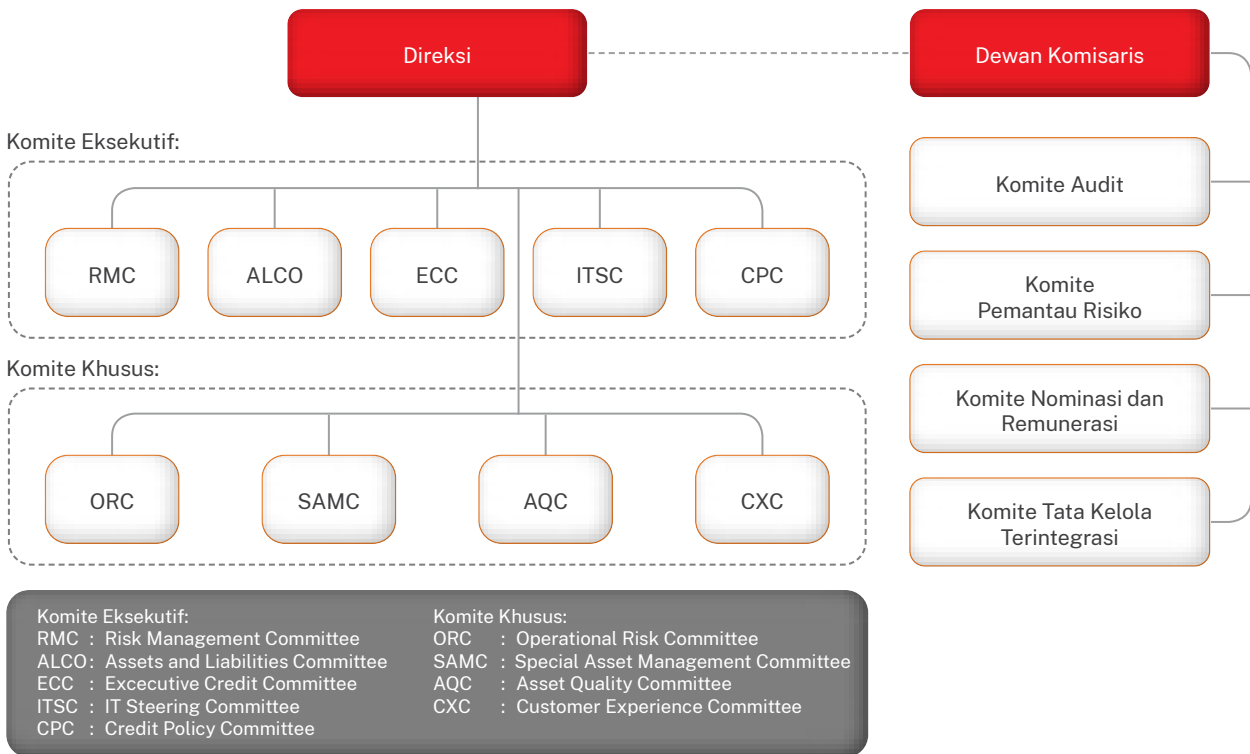 Direksi
Dewan Komisaris
Komite Eksekutif:
RMC
ALCO
ECC
ITSC
CPC
Komite Khusus:
ORC
SAMC
AQC
CXC
Komite Audit
Komite
Pemantau Risiko
Komite Nominasi dan
Remunerasi
Komite Tata Kelola
Terintegrasi
Komite Eksekutif:
RMC : Risk Management Committee
ALCO : Assets and Liabilities Committee
ECC : Excecutive Credit Committee
ITSC : IT Steering Committee
CPC : Credit Policy Committee
Komite Khusus:
ORC : Operational Risk Committee
SAMC : Special Asset Management Committee
AQC : Asset Quality Committee
CXC : Customer Experience Committee